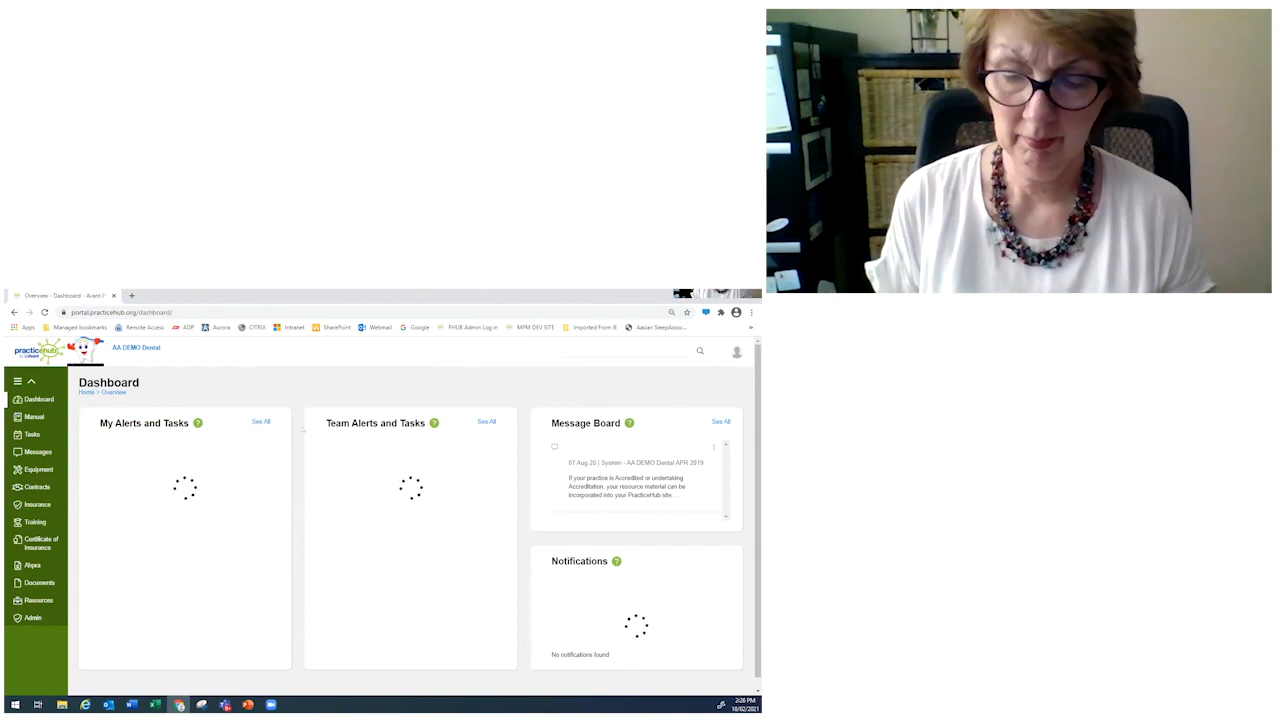 Overview - Dashboard - Avant P
portal.practicehub.org/dashboard/
Apps
Managed bookmarks
Remote Access
ADP
Aurora
CITRIX
Intranet
SharePoint
Webmail
Google
PHUB Admin Log in
MPM DEV SITE
Imported From IE
Aasian SleepAssoc...
practicehub
AA DEMO Dental
Dashboard
Home > Overview
Dashboard
Manual
Tasks
Messages
Equipment
Contracts
Insurance
Training
Certificate of
Insurance
Ahpra
Documents
Resources
Admin
My Alerts and Tasks ?
See All
Team Alerts and Tasks ?
See All
Message Board ?
See All
07 Aug 20 | System - AA DEMO Dental APR 2019
If your practice is Accredited or undertaking
Accreditation, your resource material can be
incorporated into your PracticeHub site....
Notifications ?
No notifications found
3:26 PM
18/02/2021